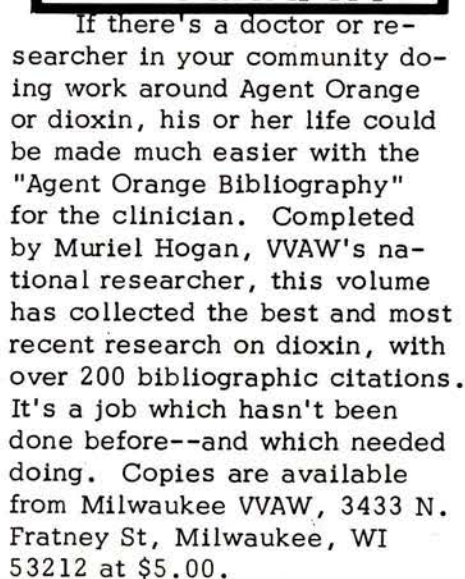 If there's a doctor or re-
searcher in your community do-
ing work around Agent Orange
or dioxin, his or her life could
be made much easier with the
"Agent Orange Bibliography"
for the clinician. Completed
by Muriel Hogan, VVAW's na-
tional researcher, this volume
has collected the best and most
recent research on dioxin, with
over 200 bibliographic citations.
It's a job which hasn't been
done before--and which needed
doing. Copies are available
from Milwaukee VVAW, 3433 N.
Fratney St, Milwaukee, WI
53212 at $5.00.